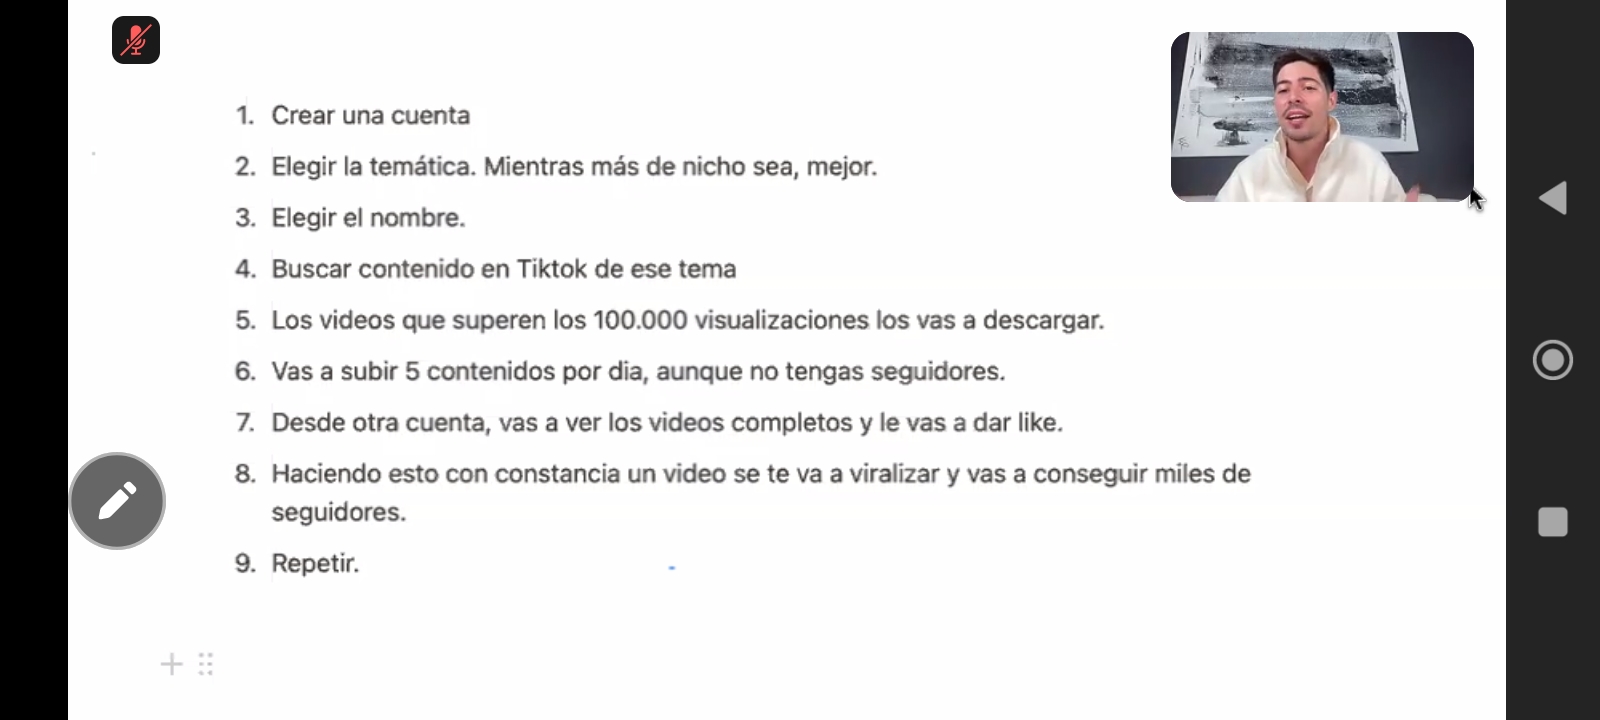 1. Crear una cuenta
2. Elegir la temática. Mientras más de nicho sea, mejor.
3. Elegir el nombre.
4. Buscar contenido en Tiktok de ese tema
5. Los videos que superen los 100.000 visualizaciones los vas a descargar.
6. Vas a subir 5 contenidos por dia, aunque no tengas seguidores.
7. Desde otra cuenta, vas a ver los videos completos y le vas a dar like.
8. Haciendo esto con constancia un video se te va a viralizar y vas a conseguir miles de
seguidores.
9. Repetir.